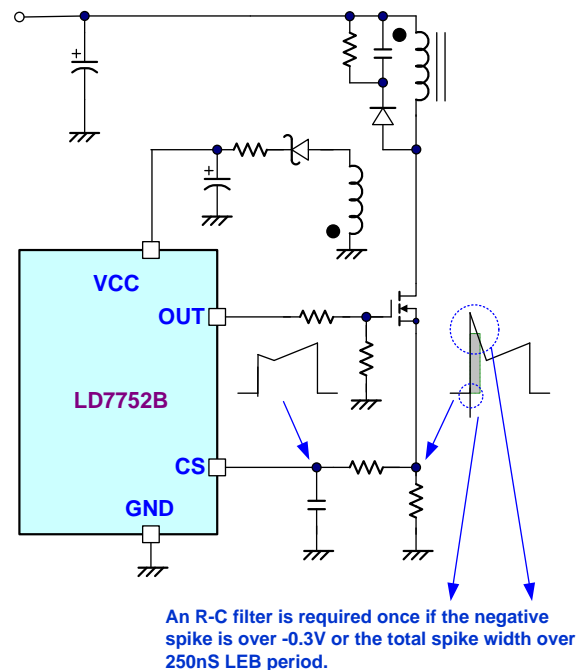 +
+
VCC
OUT
LD7752B
CS
GND
An R-C filter is required once if the negative
spike is over -0.3V or the total spike width over
250nS LEB period.